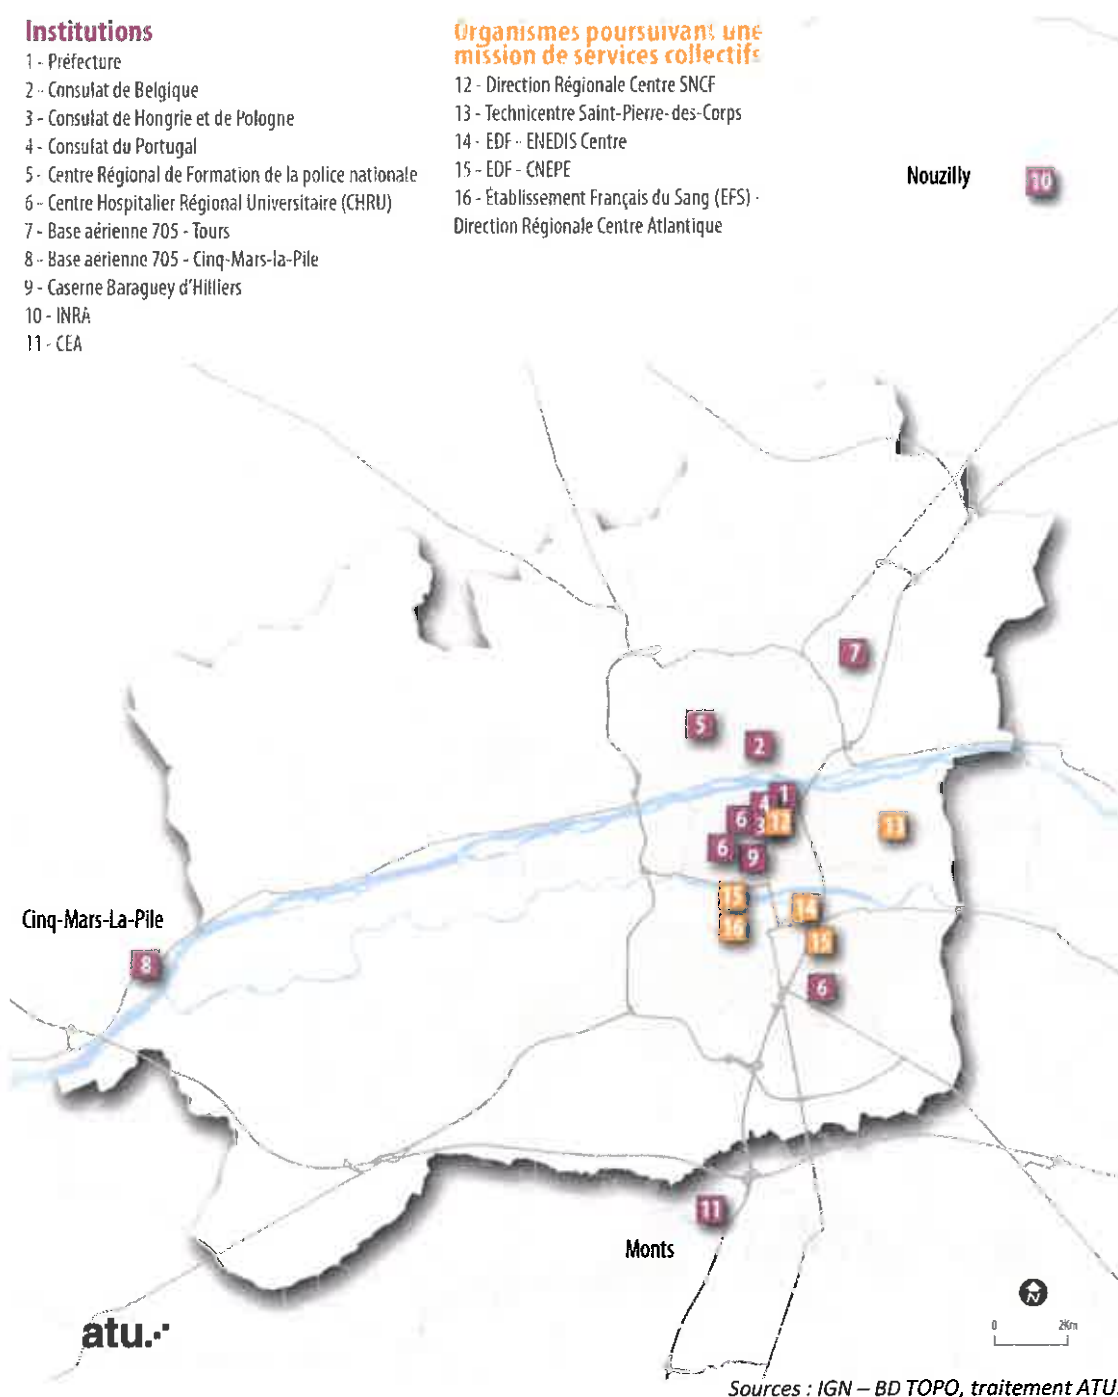 Institutions
1 - Préfecture
2 - Consulat de Belgique
3 - Consulat de Hongrie et de Pologne
4 - Consulat du Portugal
5 - Centre Régional de Formation de la police nationale
6 - Centre Hospitalier Régional Universitaire (CHRU)
7 - Base aérienne 705 - Tours
8 - Base aérienne 705 - Cinq-Mars-la-Pile
9 - Caserne Baraguey d'Hilliers
10 - INRA
11 - CEA
Organismes poursuivant une
mission de services collectifs
12 - Direction Régionale Centre SNCF
13 - Technicentre Saint-Pierre-des-Corps
14 - EDF - ENEDIS Centre
15 - EDF - CNEPE
16 - Établissement Français du Sang (EFS) -
Direction Régionale Centre Atlantique
Nouzilly
10
7
5
2
1
4
6
3
12
13
6
9
15
14
16
15
6
Cinq-Mars-La-Pile
8
11
Monts
N
0 2Km
atu.
Sources : IGN – BD TOPO, traitement ATU